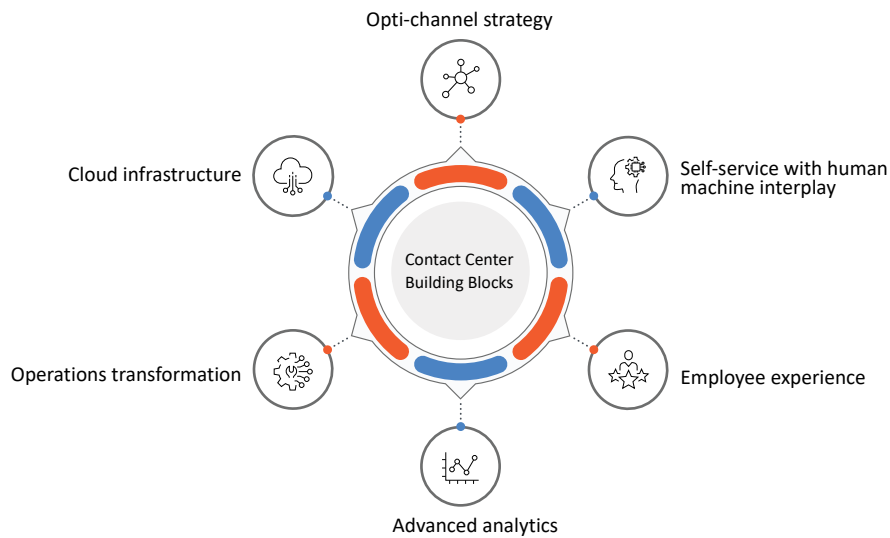 Opti-channel strategy
Cloud infrastructure
Self-service with human
machine interplay
Contact Center
Building Blocks
Operations transformation
Employee experience
Advanced analytics